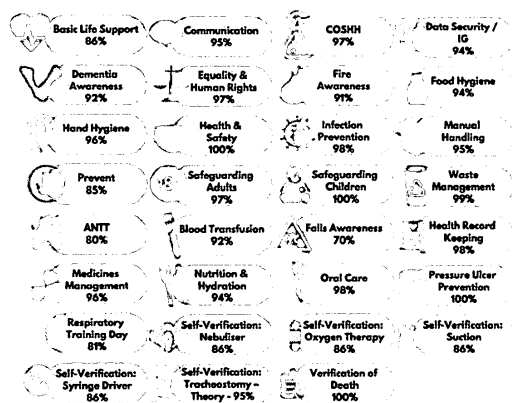 Basic Life Support
86%
Communication
95%
COSHH
97%
Data Security /
IG
94%
Dementia
Awareness
92%
Equality &
Human Rights
97%
Fire
Awareness
91%
Food Hygiene
94%
Hand Hygiene
96%
Health &
Safety
100%
Infection
Prevention
98%
Manual
Handling
95%
Prevent
85%
Safeguarding
Adults
97%
Safeguarding
Children
100%
Waste
Management
99%
ANTT
80%
Blood Transfusion
92%
Falls Awareness
70%
Health Record
Keeping
98%
Medicines
Management
96%
Nutrition &
Hydration
94%
Oral Care
98%
Pressure Ulcer
Prevention
100%
Respiratory
Training Day
81%
Self-Verification:
Nebuliser
86%
Self-Verification:
Oxygen Therapy
86%
Self-Verification:
Suction
86%
Self-Verification:
Syringe Driver
86%
Self-Verification:
Tracheostomy –
Theory - 95%
Verification of
Death
100%